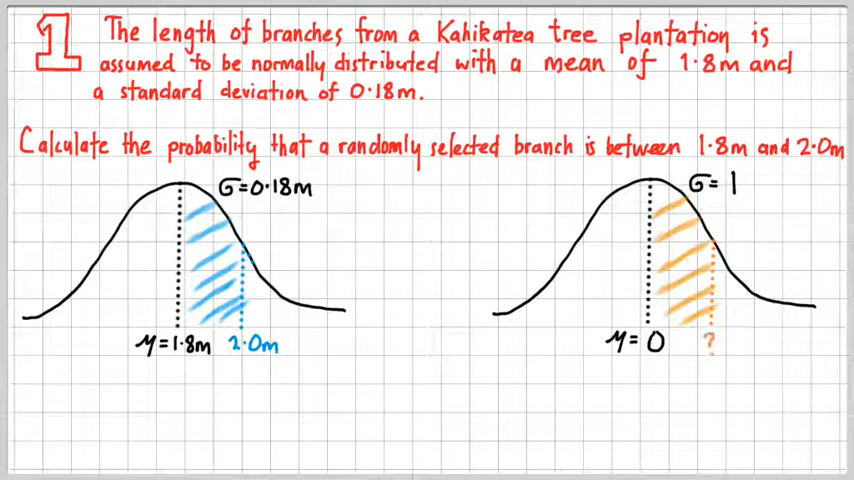 1 The length of branches from a Kahikatea tree plantation is
assumed to be normally distributed with a mean of 1.8m and
a standard deviation of 0.18m.
Calculate the probability that a randomly selected branch is between 1.8m and 2.0m
σ=0.18m
σ=1
μ=1.8m 2.0m
μ=0 ?